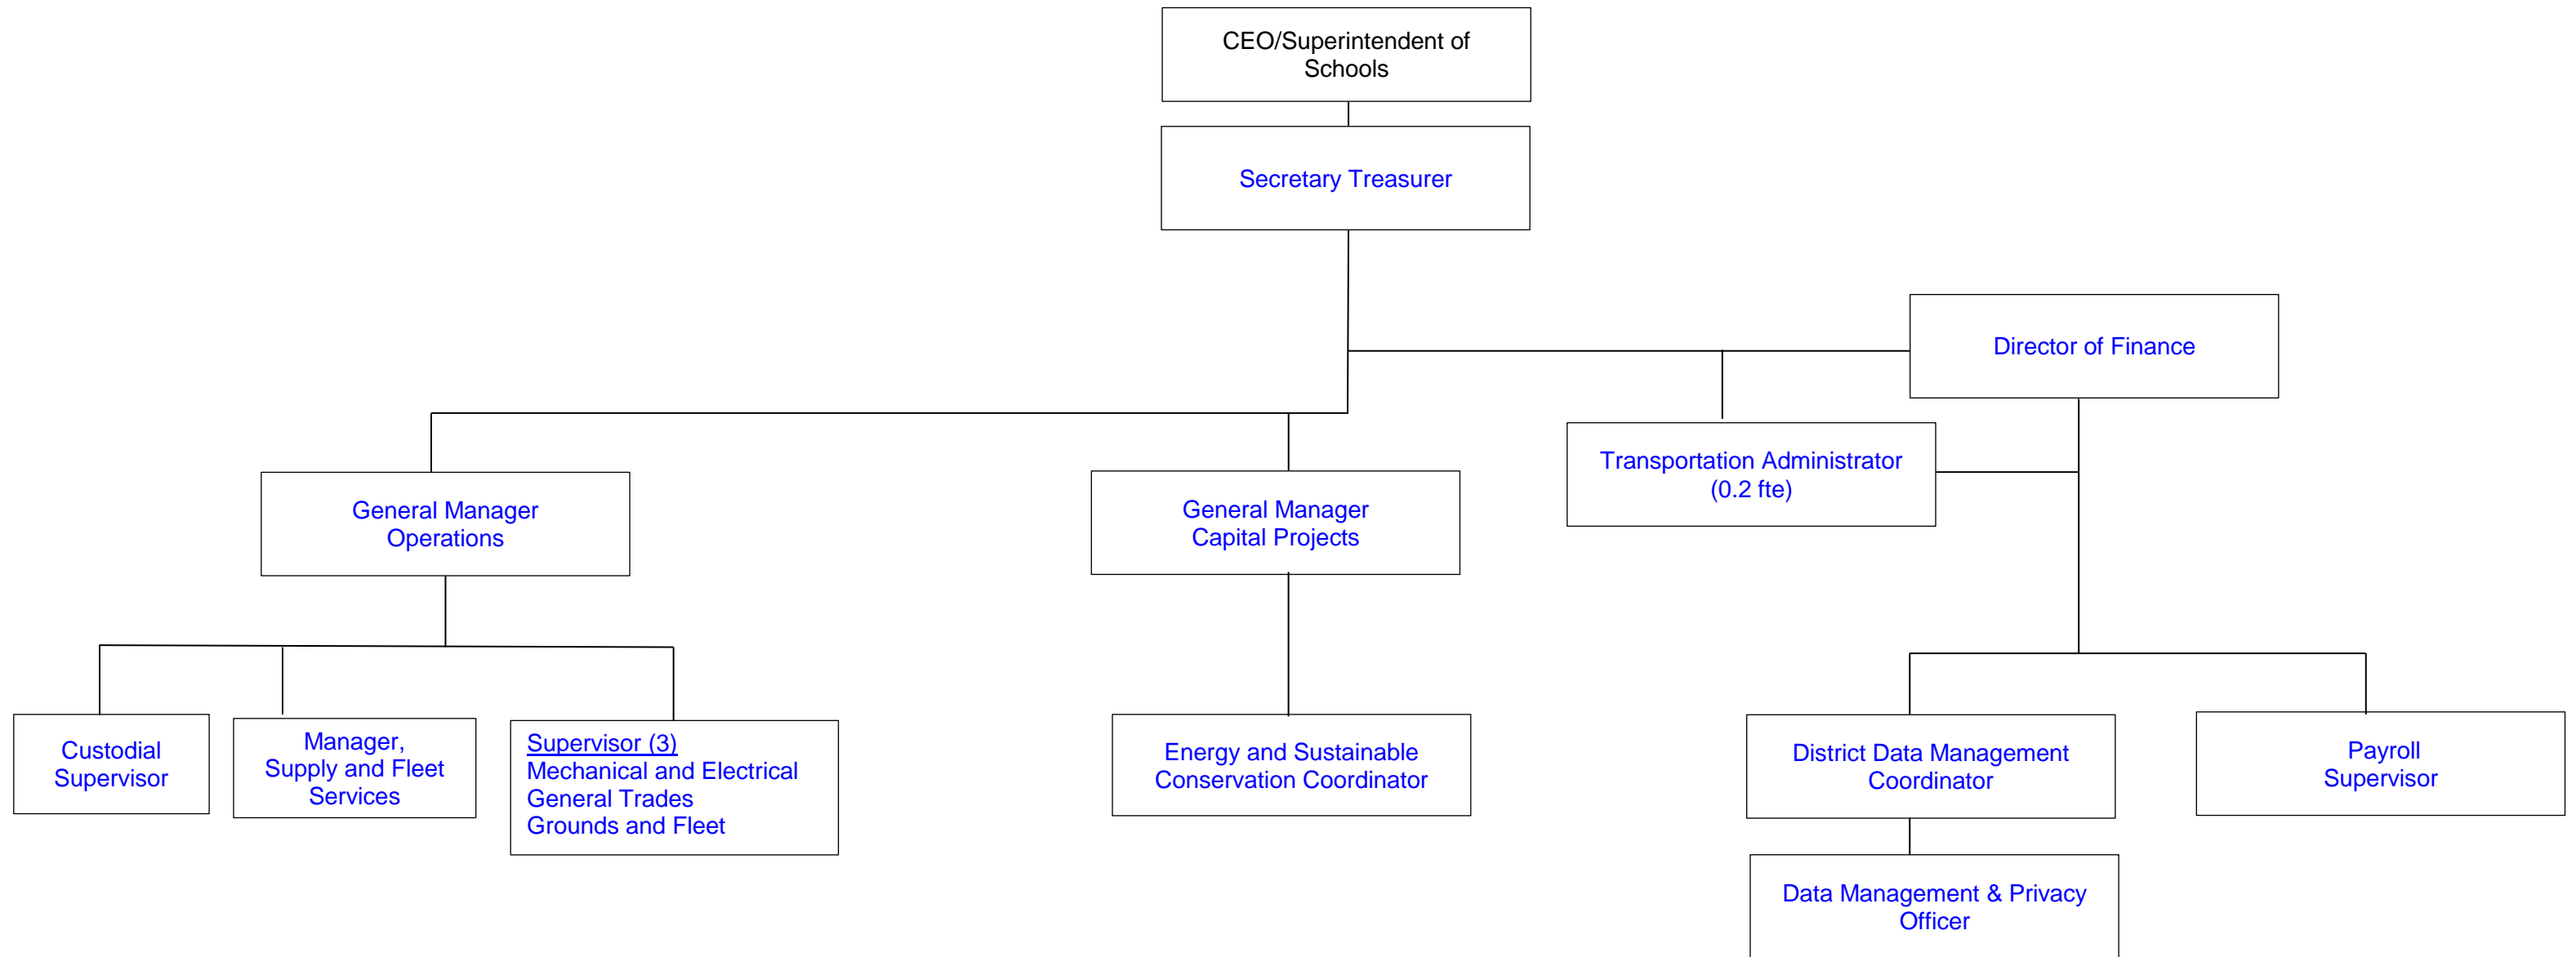 CEO/Superintendent of
Schools
Secretary Treasurer
Director of Finance
Transportation Administrator
(0.2 fte)
General Manager
Operations
General Manager
Capital Projects
Custodial
Supervisor
Manager,
Supply and Fleet
Services
Supervisor (3)
Mechanical and Electrical
General Trades
Grounds and Fleet
Energy and Sustainable
Conservation Coordinator
District Data Management
Coordinator
Payroll
Supervisor
Data Management & Privacy
Officer